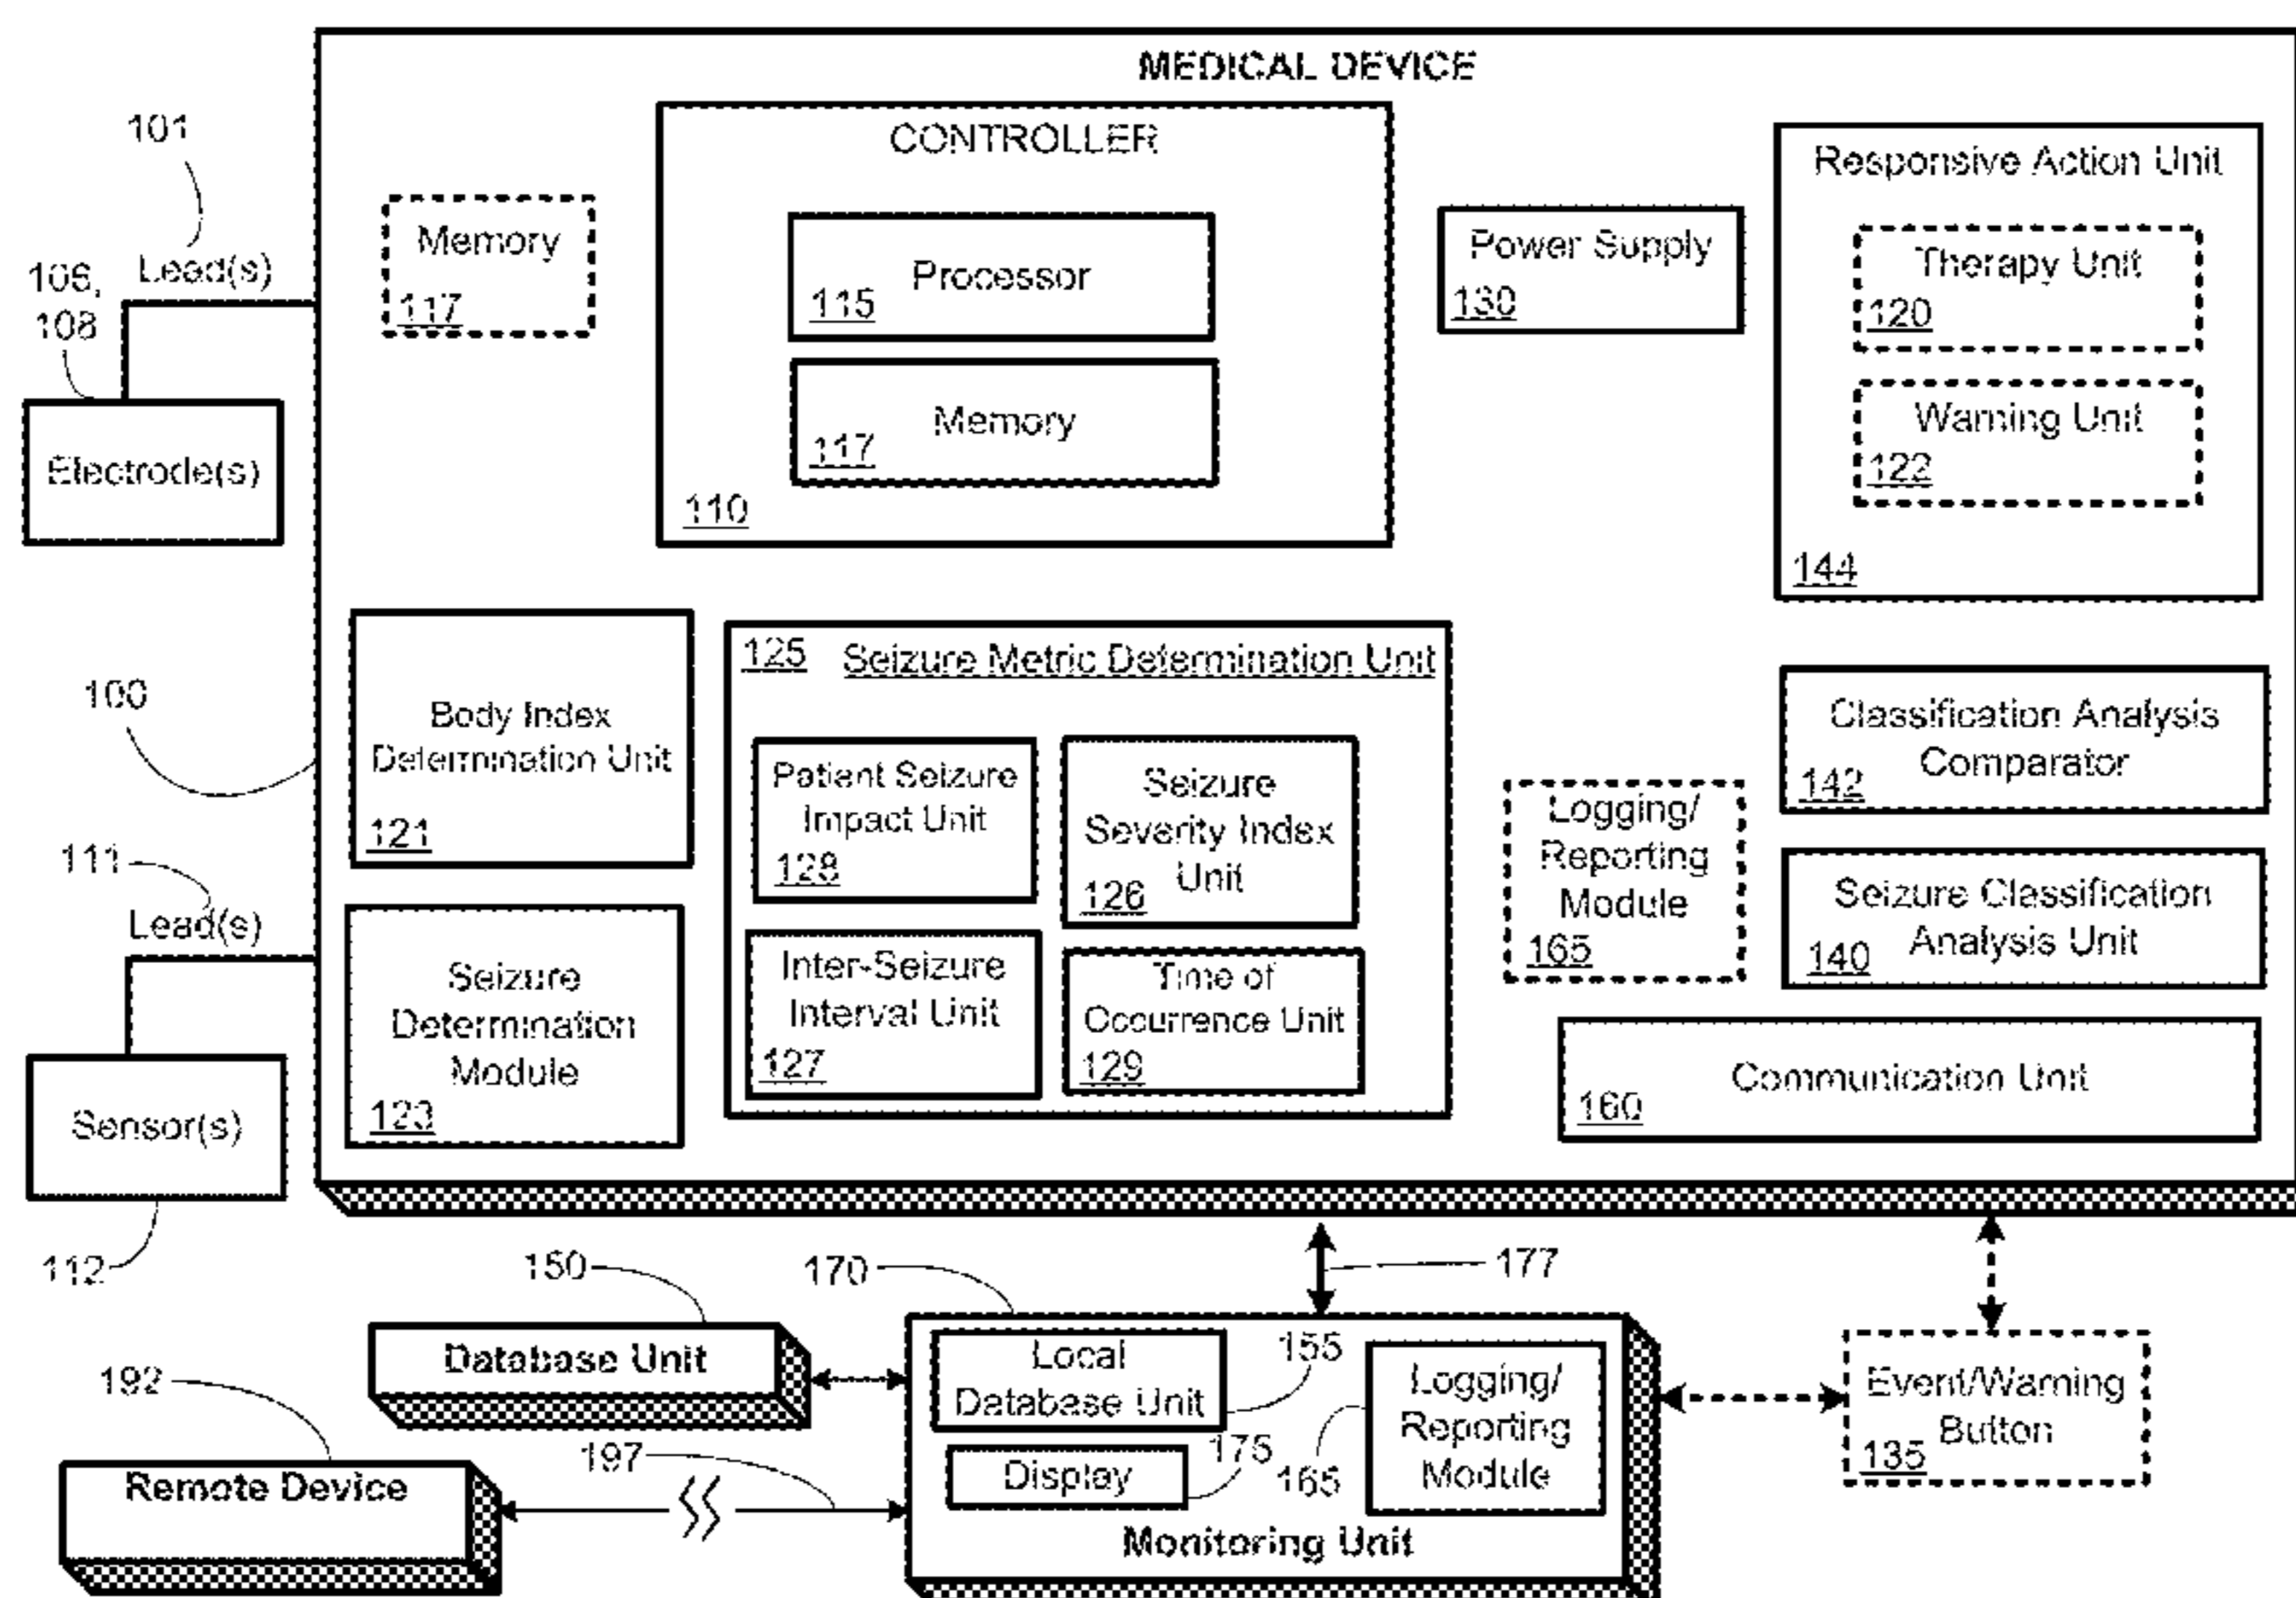 MEDICAL DEVICE
101
Lead(s)
106,
108
Electrode(s)
Memory
117
CONTROLLER
Processor
115
Memory
117
110
Power Supply
130
Responsive Action Unit
Therapy Unit
120
Warning Unit
122
144
100
Body Index
Determination Unit
121
125 Seizure Metric Determination Unit
Patient Seizure
Impact Unit
128
Seizure
Severity Index
Unit
126
Inter-Seizure
Interval Unit
127
Time of
Occurrence Unit
129
Classification Analysis
Comparator
142
Logging/
Reporting
Module
165
Seizure Classification
Analysis Unit
140
111
Lead(s)
Sensor(s)
112
Seizure
Determination
Module
123
Communication Unit
160
150
170
177
Database Unit
Local
Database Unit
155
Logging/
Reporting
Module
165
Display
175
Monitoring Unit
Event/Warning
Button
135
192
Remote Device
197